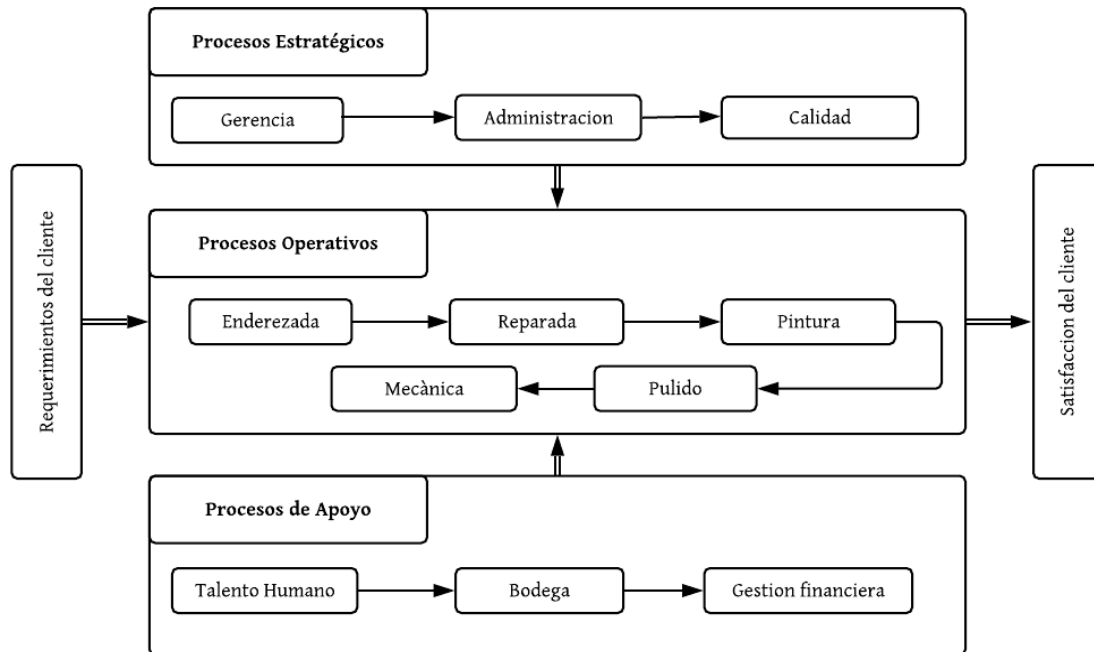 Procesos Estratégicos
Gerencia
Administracion
Calidad
Requerimientos del cliente
Procesos Operativos
Enderezada
Reparada
Pintura
Mecànica
Pulido
Satisfaccion del cliente
Procesos de Apoyo
Talento Humano
Bodega
Gestion financiera